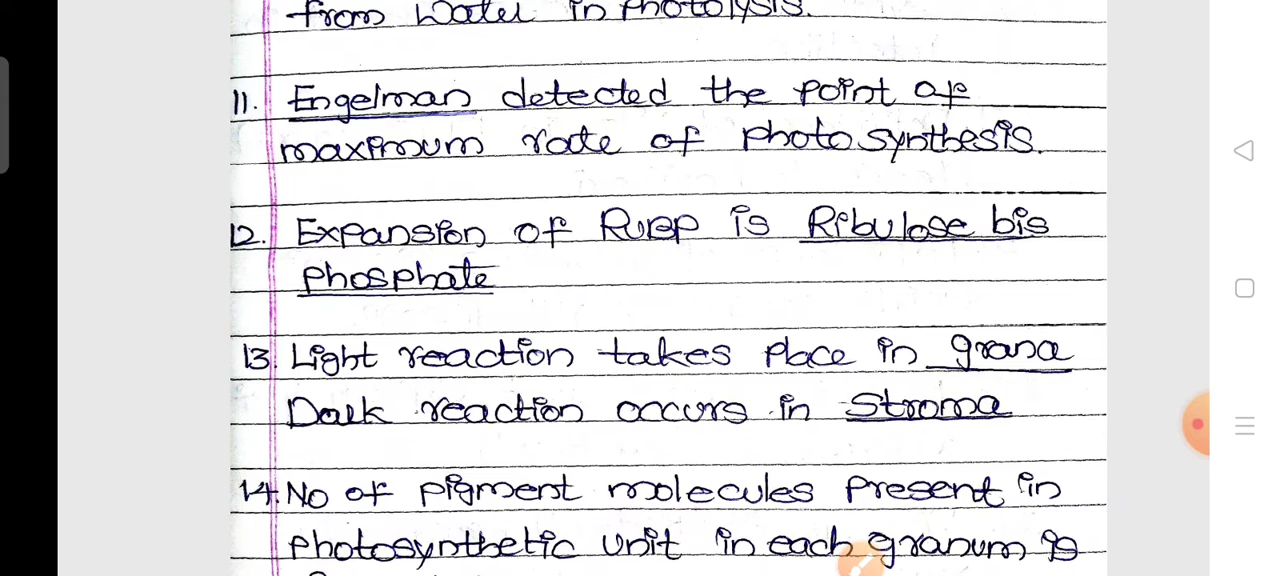 from Water in Photolysis.
11. Engelman detected the point of
maximum rate of photosynthesis.
12. Expansion of RuBP is Ribulose bis
phosphate
13. Light reaction takes place in grana
Dark reaction occurs in Stroma
14. No of pigment molecules present in
photosynthetic unit in each granum is